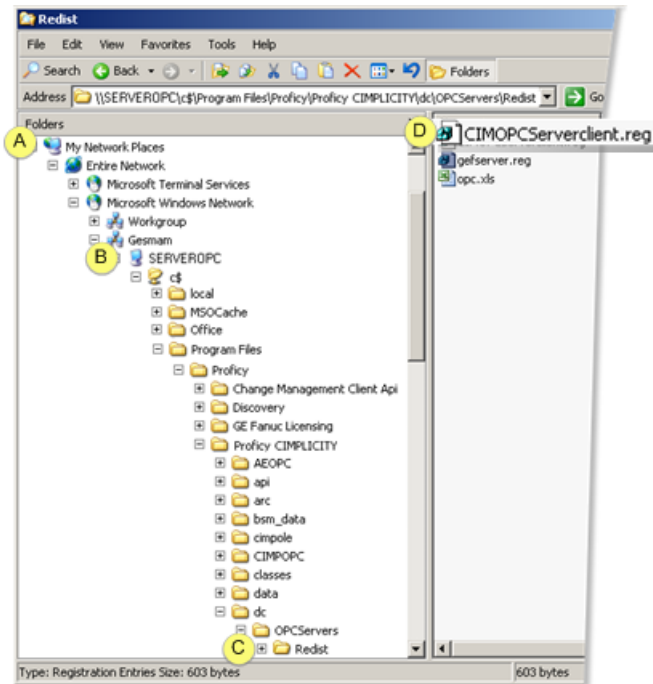 Redist
File Edit View Favorites Tools Help
Search Back Folders
Address \\SERVEROPC\c$\Program Files\Proficy\Proficy CIMPLICITY\dc\OPCServers\Redist Go
Folders
A My Network Places
Entire Network
Microsoft Terminal Services
Microsoft Windows Network
Workgroup
Gesmam
B SERVEROPC
c$
local
MSOCache
Office
Program Files
Proficy
Change Management Client Api
Discovery
GE Fanuc Licensing
Proficy CIMPLICITY
AEOPC
api
arc
bsm_data
cimpole
CIMPOPC
classes
data
dc
OPCServers
C Redist
D CIMOPCServerclient.reg
gefserver.reg
opc.xls
Type: Registration Entries Size: 603 bytes 603 bytes